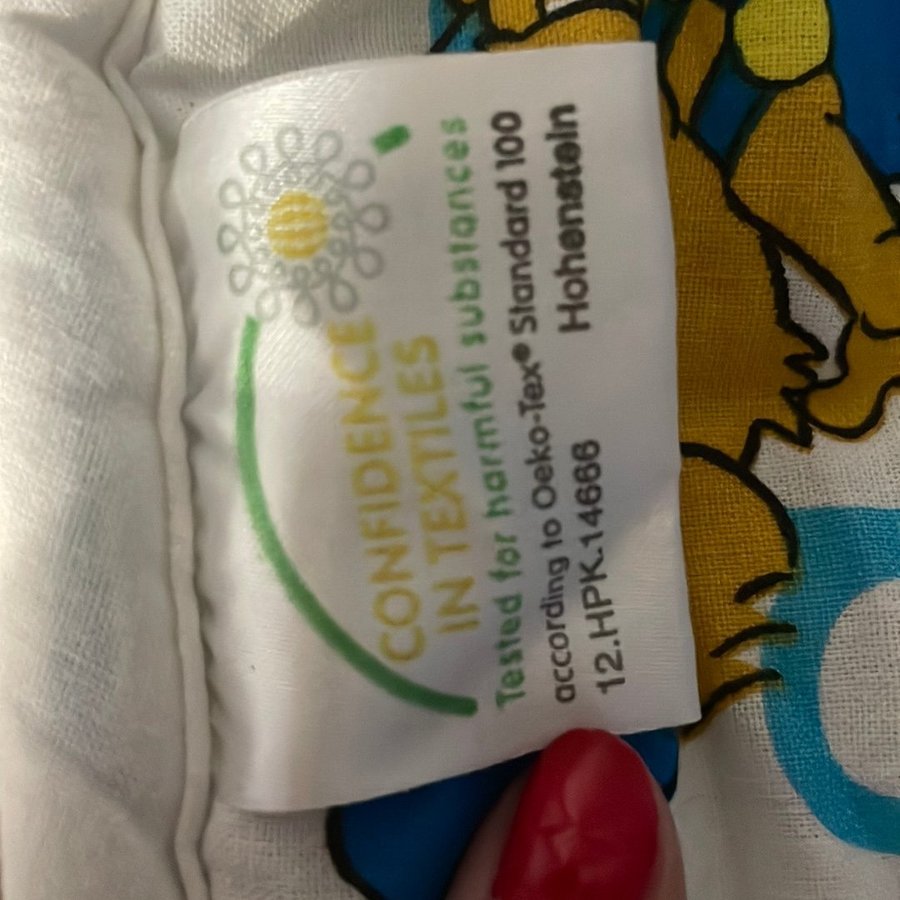 CONFIDENCE
IN TEXTILES
Tested for harmful substances
according to Oeko-Tex® Standard 100
12.HPK.14666 Hohenstein